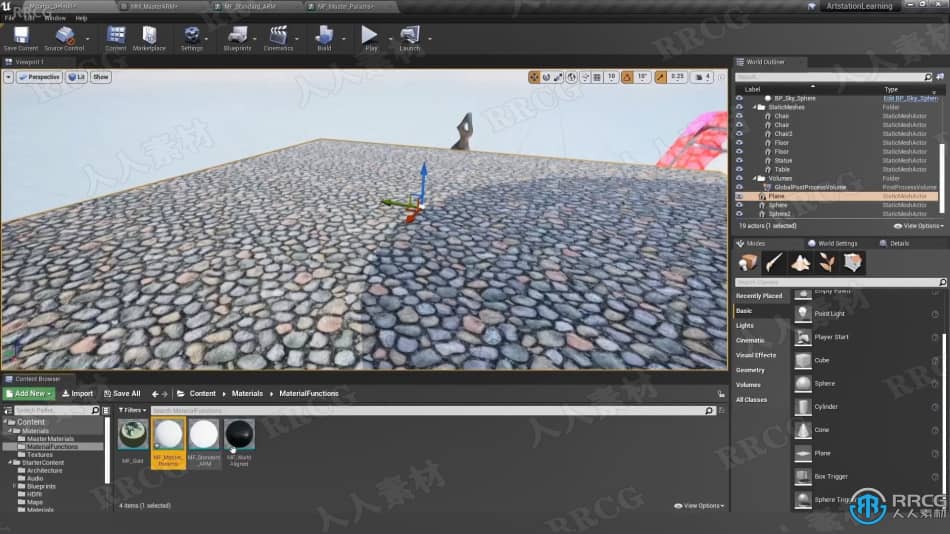 MM_MasterARM*
MF_Standard_ARM
MF_Master_Params*
ArtstationLearning
File Edit Window Help
Save Current
Source Control
Content
Marketplace
Settings
Blueprints
Cinematics
Build
Play
Launch
Viewport 1
Perspective
Lit
Show
10
10°
0.25
4
World Outliner
Search...
Label
Type
BP_Sky_Sphere
Edit BP_Sky_Spher
StaticMeshes
Folder
Chair
StaticMeshActor
Chair
StaticMeshActor
Chair2
StaticMeshActor
Floor
StaticMeshActor
Floor
StaticMeshActor
Statue
StaticMeshActor
Table
StaticMeshActor
Volumes
Folder
GlobalPostProcessVolume
PostProcessVolume
Plane
StaticMeshActor
Sphere
StaticMeshActor
Sphere2
StaticMeshActor
19 actors (1 selected)
View Options
Modes
World Settings
Details
Search Classes
Recently Placed
Basic
Lights
Cinematic
Visual Effects
Geometry
Volumes
All Classes
Empty Pawn
Point Light
Player Start
Cube
Sphere
Cylinder
Cone
Plane
Box Trigger
Sphere Trigg
Content Browser
Add New
Import
Save All
Content
Materials
MaterialFunctions
Search Paths
Filters
Search MaterialFunctions
Content
Materials
MasterMaterials
MaterialFunctions
Textures
StarterContent
Architecture
Audio
Blueprints
HDRI
Maps
Materials
MF_Standard
_ARM
MF_World
Aligned
4 items (1 selected)
View Options
RRCG
人人素材